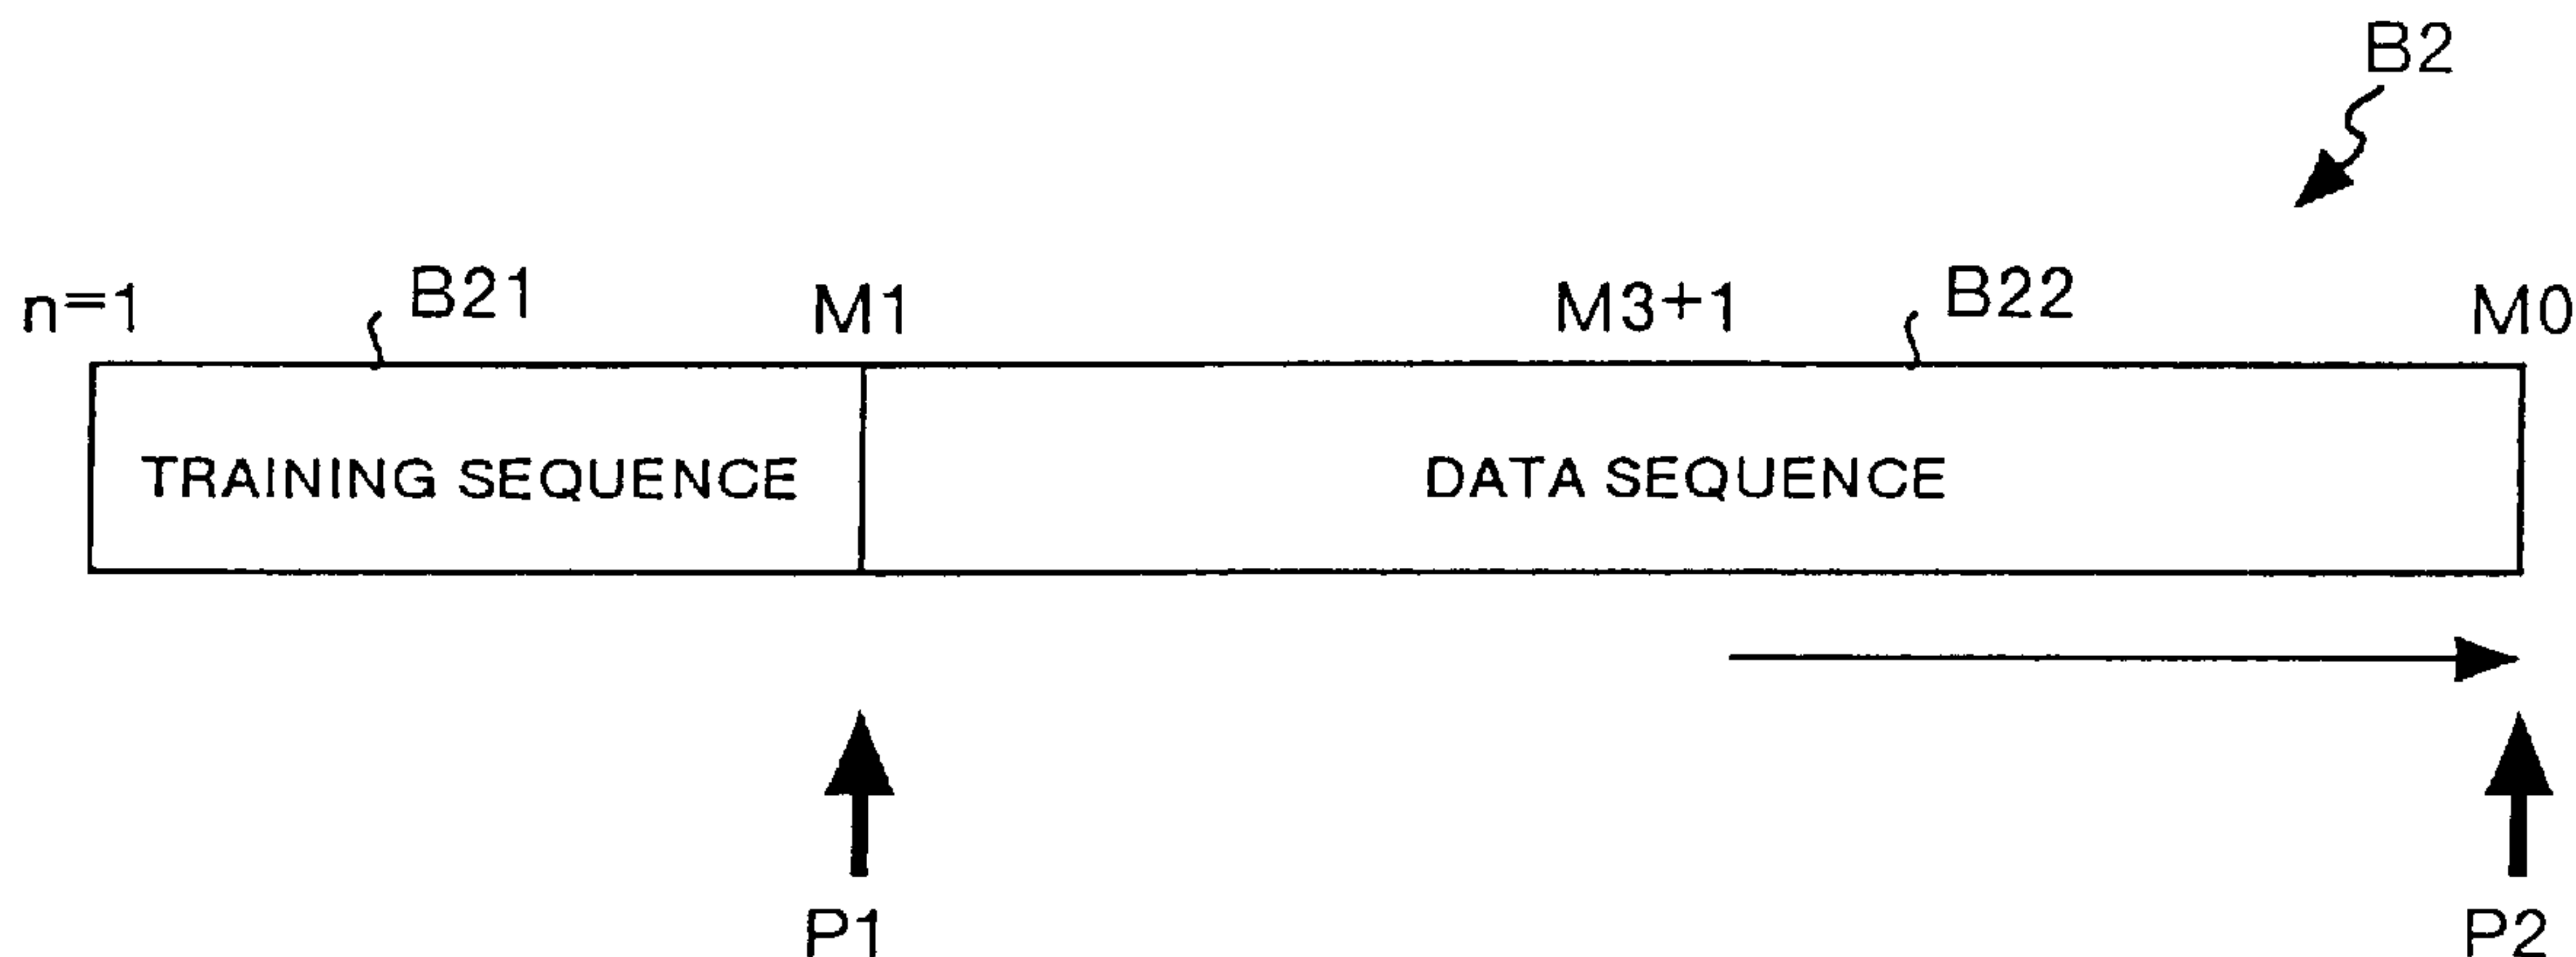 B2
n=1 B21 M1 M3+1 B22 M0
TRAINING SEQUENCE DATA SEQUENCE
P1 P2